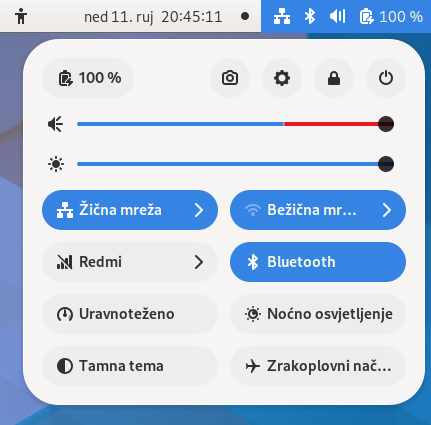 ned 11. ruj  20:45:11 100 %
100 %
Žična mreža Bežična mr…
Redmi Bluetooth
Uravnoteženo Noćno osvjetljenje
Tamna tema Zrakoplovni nač…